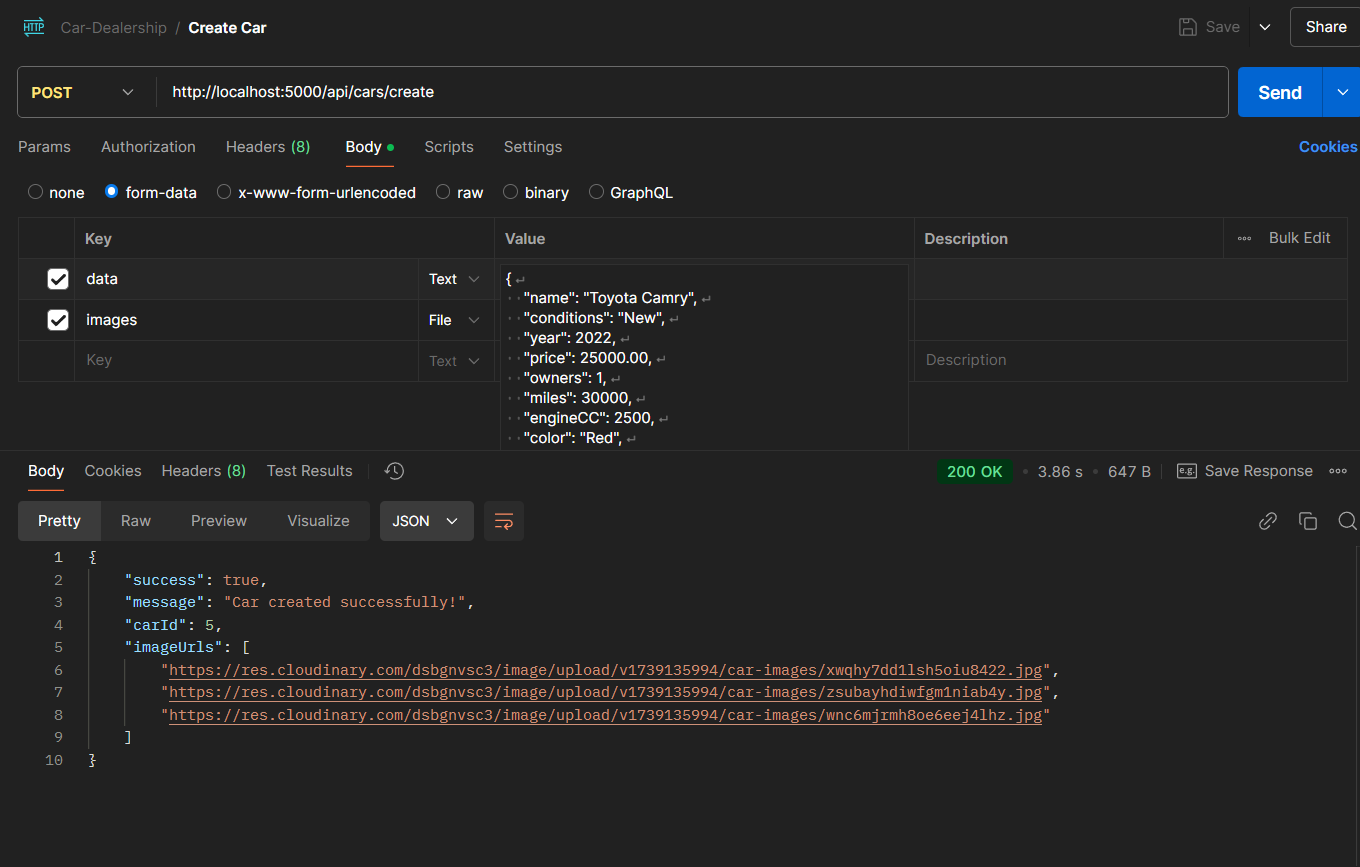 HTTP Car-Dealership / Create Car Save Share
POST http://localhost:5000/api/cars/create Send
Params Authorization Headers (8) Body Scripts Settings Cookies
none form-data x-www-form-urlencoded raw binary GraphQL
Key Value Description Bulk Edit
data Text
images File
Key Text Description
{
"name": "Toyota Camry",
"conditions": "New",
"year": 2022,
"price": 25000.00,
"owners": 1,
"miles": 30000,
"engineCC": 2500,
"color": "Red",
Body Cookies Headers (8) Test Results 200 OK 3.86 s 647 B e.g. Save Response
Pretty Raw Preview Visualize JSON
1 {
2 "success": true,
3 "message": "Car created successfully!",
4 "carId": 5,
5 "imageUrls": [
6 "https://res.cloudinary.com/dsbgnvsc3/image/upload/v1739135994/car-images/xwqhy7dd1lsh5oiu8422.jpg",
7 "https://res.cloudinary.com/dsbgnvsc3/image/upload/v1739135994/car-images/zsubayhdiwfgm1niab4y.jpg",
8 "https://res.cloudinary.com/dsbgnvsc3/image/upload/v1739135994/car-images/wnc6mjrmh8oe6eej4lhz.jpg"
9 ]
10 }